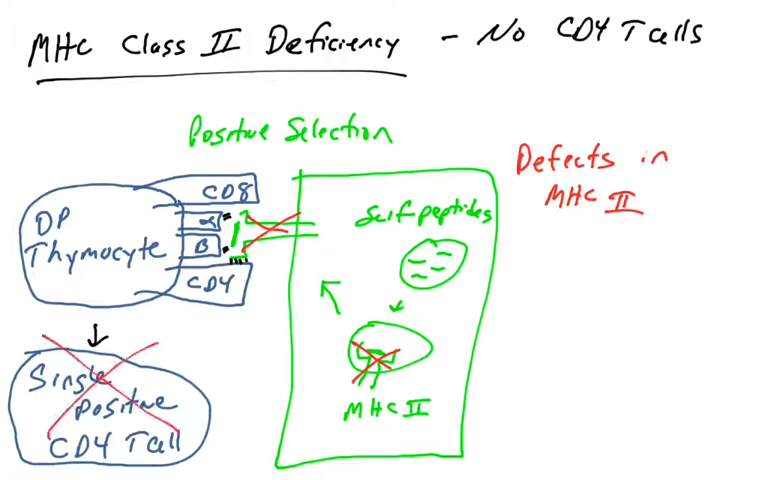 MHC Class II Deficiency - No CD4 T cells
Positive Selection
Defects in
MHC II
CD8
DP
Thymocyte
α
B
CD4
Self peptides
MHC II
Single
Positive
CD4 T cell